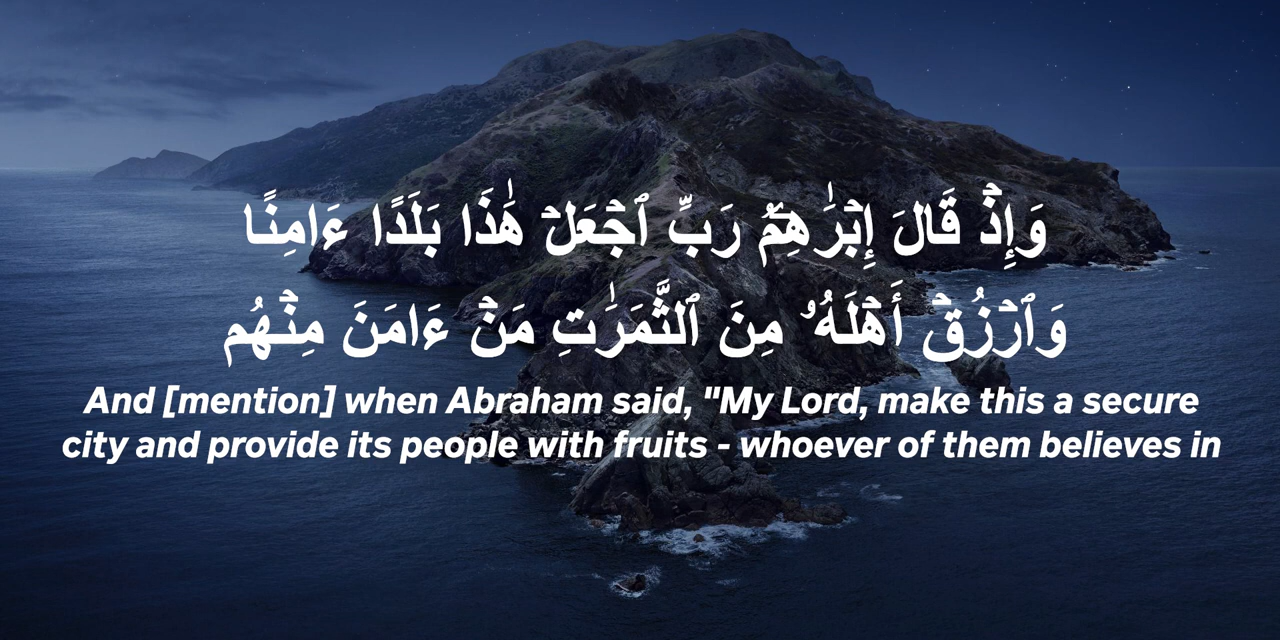 وَإِذۡ قَالَ إِبۡرَٰهِـۧمُ رَبِّ ٱجۡعَلۡ هَٰذَا بَلَدًا ءَامِنًا
وَٱرۡزُقۡ أَهۡلَهُۥ مِنَ ٱلثَّمَرَٰتِ مَنۡ ءَامَنَ مِنۡهُم
And [mention] when Abraham said, "My Lord, make this a secure
city and provide its people with fruits - whoever of them believes in